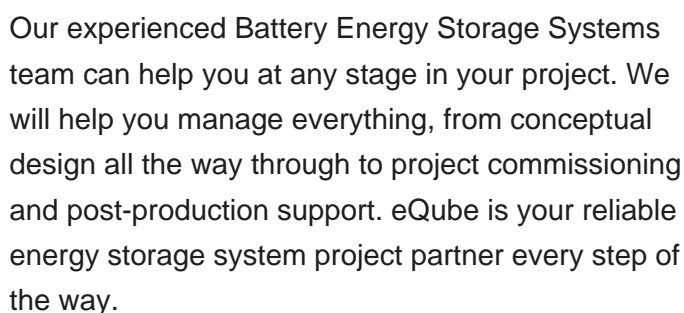 Our experienced Battery Energy Storage Systems
team can help you at any stage in your project. We
will help you manage everything, from conceptual
design all the way through to project commissioning
and post-production support. eQube is your reliable
energy storage system project partner every step of
the way.